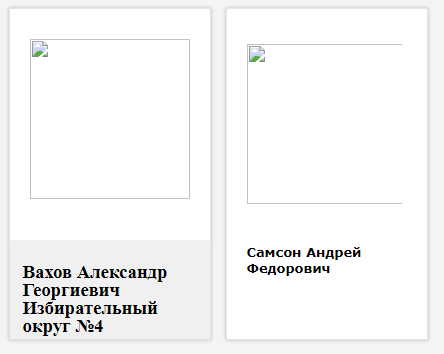 Вахов Александр
Георгиевич
Избирательный
округ №4
Самсон Андрей
Федорович